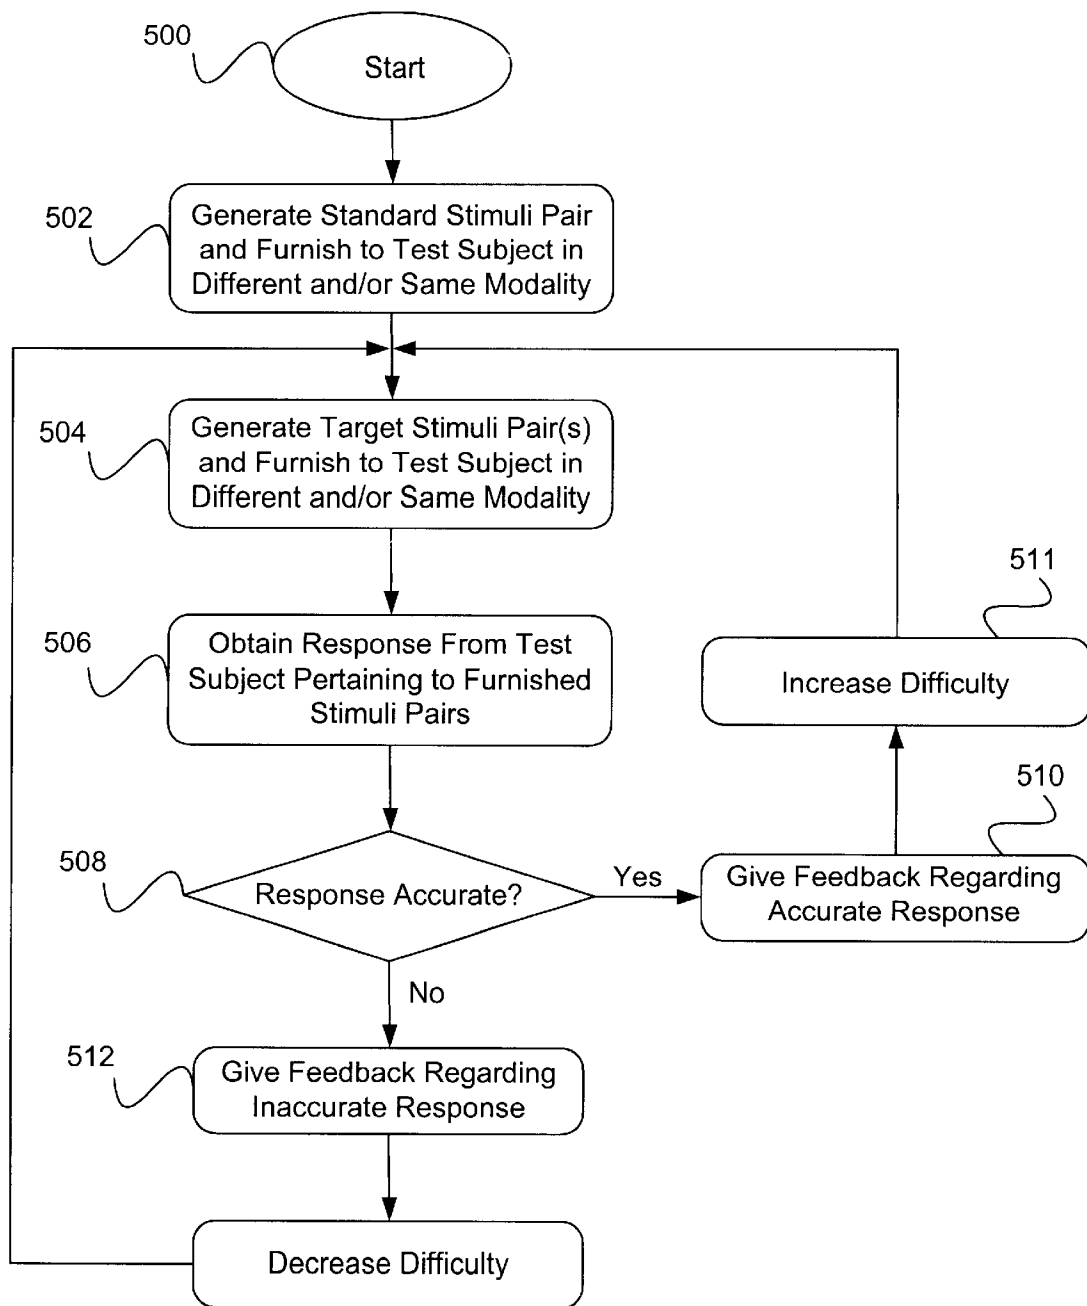 500
Start
502
Generate Standard Stimuli Pair
and Furnish to Test Subject in
Different and/or Same Modality
504
Generate Target Stimuli Pair(s)
and Furnish to Test Subject in
Different and/or Same Modality
506
Obtain Response From Test
Subject Pertaining to Furnished
Stimuli Pairs
511
Increase Difficulty
508
Response Accurate?
Yes
510
Give Feedback Regarding
Accurate Response
No
512
Give Feedback Regarding
Inaccurate Response
Decrease Difficulty